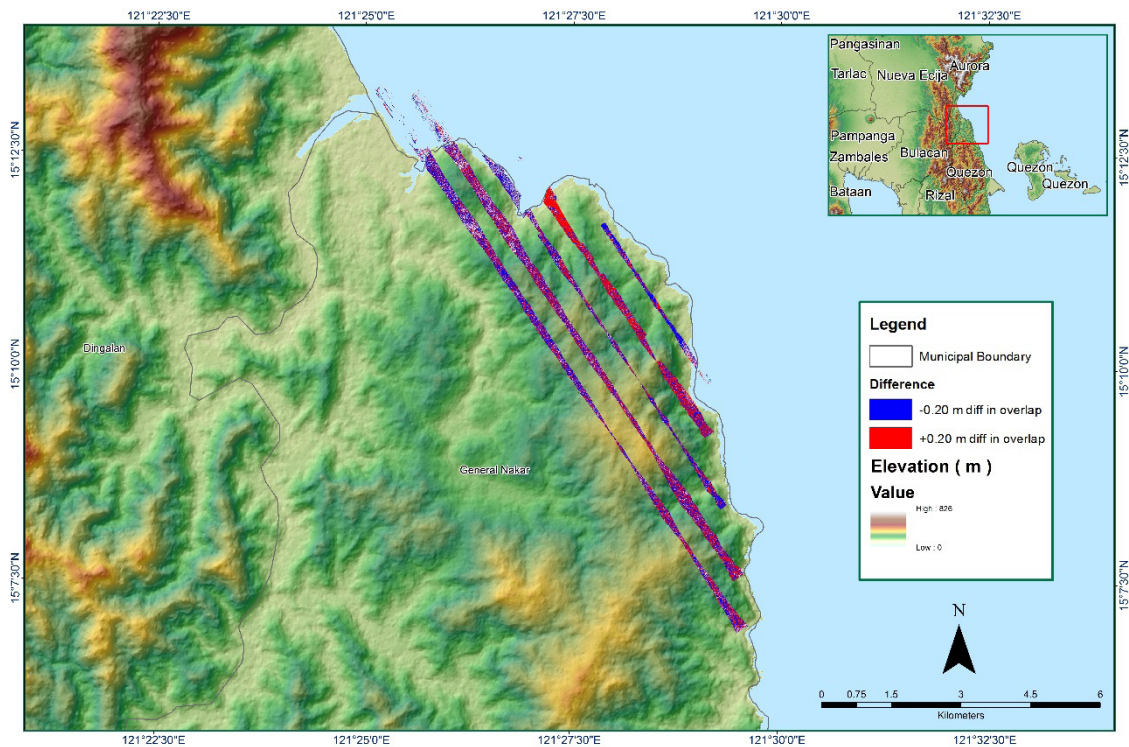 121°22'30"E
121°25'0"E
121°27'30"E
121°30'0"E
121°32'30"E
15°12'30"N
15°10'0"N
15°7'30"N
Dingalan
General Nakar
Pangasinan
Tarlac
Nueva Ecija
Aurora
Pampanga
Zambales
Bulacan
Bataan
Rizal
Quezon
Quezon
Quezon
15°12'30"N
15°10'0"N
15°7'30"N
Legend
Municipal Boundary
Difference
-0.20 m diff in overlap
+0.20 m diff in overlap
Elevation ( m )
Value
High : 826
Low : 0
N
0 0.75 1.5 3 4.5 6
Kilometers
121°22'30"E
121°25'0"E
121°27'30"E
121°30'0"E
121°32'30"E